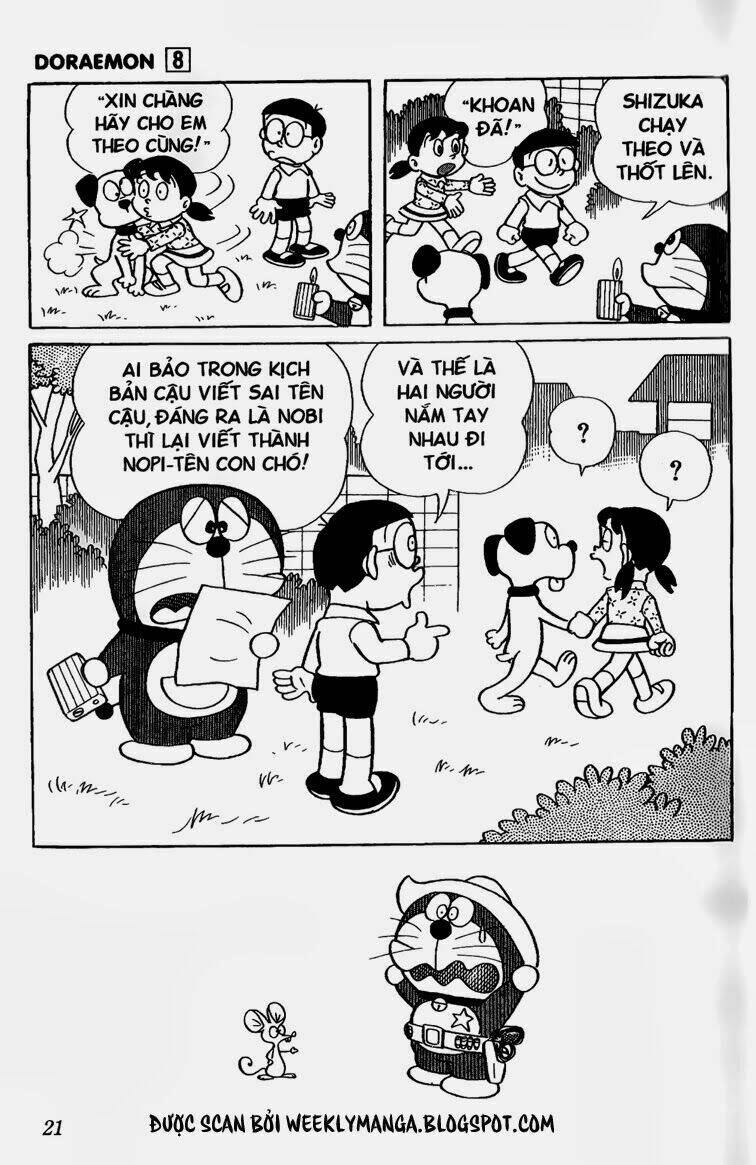 DORAEMON 8
"XIN CHÀNG
HÃY CHO EM
THEO CÙNG!"
"KHOAN
ĐÃ!"
SHIZUKA
CHẠY
THEO VÀ
THỐT LÊN.
AI BẢO TRONG KỊCH
BẢN CẬU VIẾT SAI TÊN
CẬU, ĐÁNG RA LÀ NOBI
THÌ LẠI VIẾT THÀNH
NOPI-TÊN CON CHÓ!
VÀ THẾ LÀ
HAI NGƯỜI
NẮM TAY
NHAU ĐI
TỚI...
?
?
21
ĐƯỢC SCAN BỞI WEEKLYMANGA.BLOGSPOT.COM